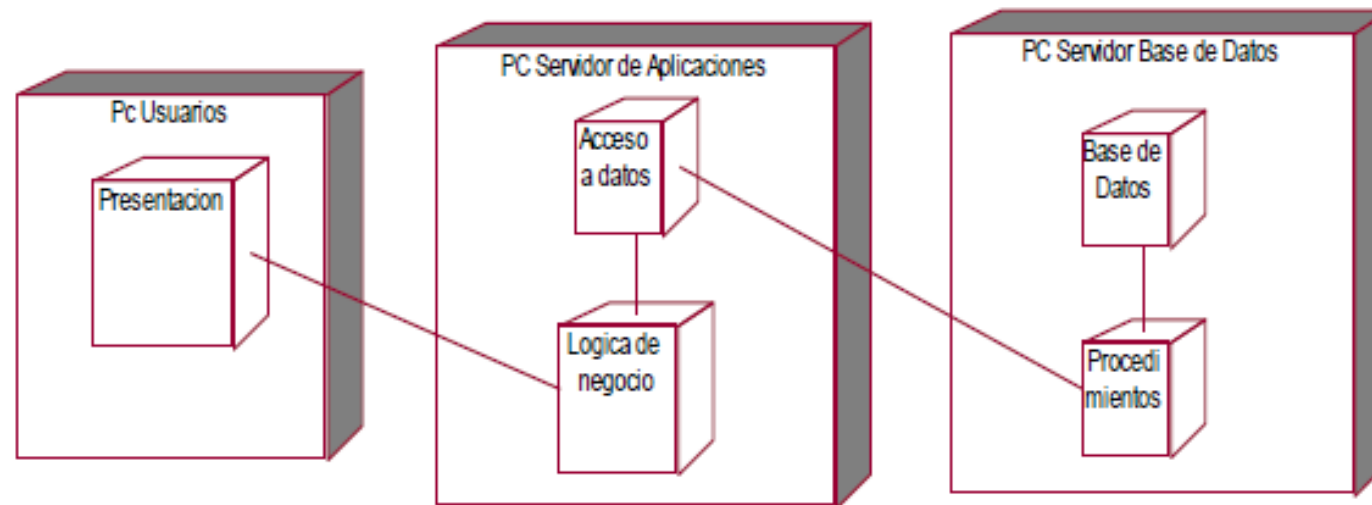 Pc Usuarios
Presentacion
PC Servidor de Aplicaciones
Acceso
a datos
Logica de
negocio
PC Servidor Base de Datos
Base de
Datos
Procedi
mientos